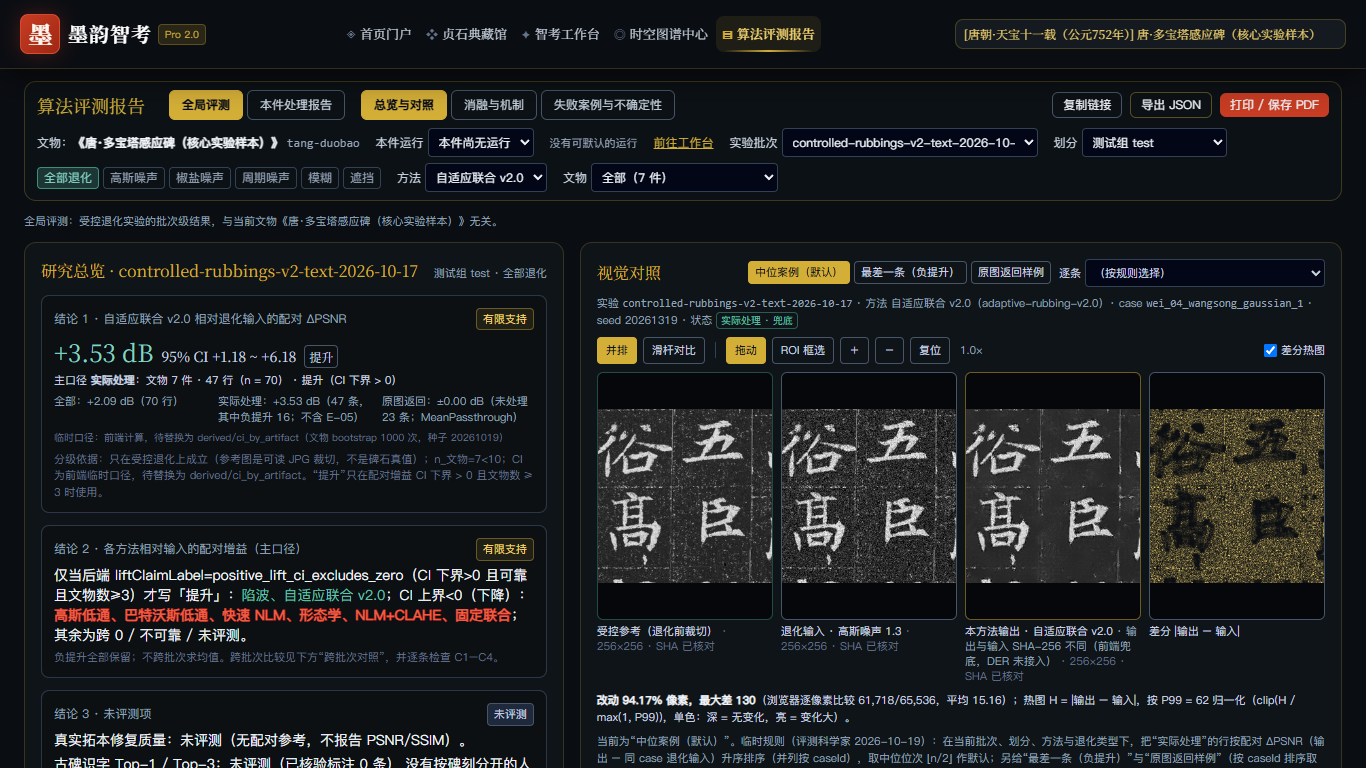 墨 墨韵智考 Pro 2.0 首页门户 贞石典藏馆 智考工作台 时空图谱中心 算法评测报告 [唐朝·天宝十一载（公元752年）] 唐·多宝塔感应碑（核心实验样本）
算法评测报告 全局评测 本件处理报告 总览与对照 消融与机制 失败案例与不确定性 复制链接 导出 JSON 打印 / 保存 PDF
文物： 《唐·多宝塔感应碑（核心实验样本）》 tang-duobao 本件运行 本件尚无运行 没有可默认的运行 前往工作台 实验批次 controlled-rubbings-v2-text-2026-10- 划分 测试组 test
全部退化 高斯噪声 椒盐噪声 周期噪声 模糊 遮挡 方法 自适应联合 v2.0 文物 全部（7 件）
全局评测：受控退化实验的批次级结果，与当前文物《唐·多宝塔感应碑（核心实验样本）》无关。
研究总览 · controlled-rubbings-v2-text-2026-10-17 测试组 test · 全部退化
结论 1 · 自适应联合 v2.0 相对退化输入的配对 ΔPSNR 有限支持
+3.53 dB 95% CI +1.18 ~ +6.18 提升
主口径 实际处理：文物 7 件 · 47 行（n = 70） · 提升（CI 下界 > 0）
全部：+2.09 dB（70 行） 实际处理：+3.53 dB（47 条， 原图返回：±0.00 dB（未处理
其中负提升 16；不含 E-05） 23 条；MeanPassthrough）
临时口径：前端计算，待替换为 derived/ci_by_artifact（文物 bootstrap 1000 次，种子 20261019）
分级依据：只在受控退化上成立（参考图是可读 JPG 裁切，不是碑石真值）；n_文物=7<10；CI
为前端临时口径，待替换为 derived/ci_by_artifact。“提升”只在配对增益 CI 下界 > 0 且文物数 ≥
3 时使用。
结论 2 · 各方法相对输入的配对增益（主口径） 有限支持
仅当后端 liftClaimLabel=positive_lift_ci_excludes_zero（CI 下界>0 且可靠
且文物数≥3）才写「提升」：陷波、自适应联合 v2.0；CI 上界<0（下降）：
高斯低通、巴特沃斯低通、快速 NLM、形态学、NLM+CLAHE、固定联合；
其余为跨 0 / 不可靠 / 未评测。
负提升全部保留；不跨批次求均值。跨批次比较见下方“跨批次对照”，并逐条检查 C1—C4。
结论 3 · 未评测项 未评测
真实拓本修复质量：未评测（无配对参考，不报告 PSNR/SSIM）。
古碑识字 Top-1 / Top-3：未评测（已核验标注 0 条）没有按碑刻分开的人
视觉对照 中位案例（默认） 最差一条（负提升） 原图返回样例 逐条 （按规则选择）
实验 controlled-rubbings-v2-text-2026-10-17 · 方法 自适应联合 v2.0（adaptive-rubbing-v2.0） · case wei_04_wangsong_gaussian_1 ·
seed 20261319 · 状态 实际处理 · 兜底
并排 滑杆对比 拖动 ROI 框选 + − 复位 1.0× 差分热图
俗 五 俗 五 俗 五 俗 五
高 臣 高 臣 高 臣 高 臣
受控参考（退化前裁切） ·
256×256 · SHA 已核对
退化输入 · 高斯噪声 1.3 ·
256×256 · SHA 已核对
本方法输出 · 自适应联合 v2.0 · 输
出与输入 SHA-256 不同（前端兜
底，DER 未接入） · 256×256 ·
SHA 已核对
差分 |输出 − 输入|
改动 94.17% 像素，最大差 130（浏览器逐像素比较 61,718/65,536，平均 15.16）；热图 H = |输出 − 输入|，按 P99 = 62 归一化（clip(H /
max(1, P99))，单色：深 = 无变化，亮 = 变化大）。
当前为“中位案例（默认）”。临时规则（评测科学家 2026-10-19）：在当前批次、划分、方法与退化类型下，把“实际处理”的行按配对 ΔPSNR（输
出 − 同 case 退化输入）升序排序（并列按 caseId），取中位位次 ⌊n/2⌋ 作默认；另给“最差一条（负提升）”与“原图返回样例”（按 caseId 排序取